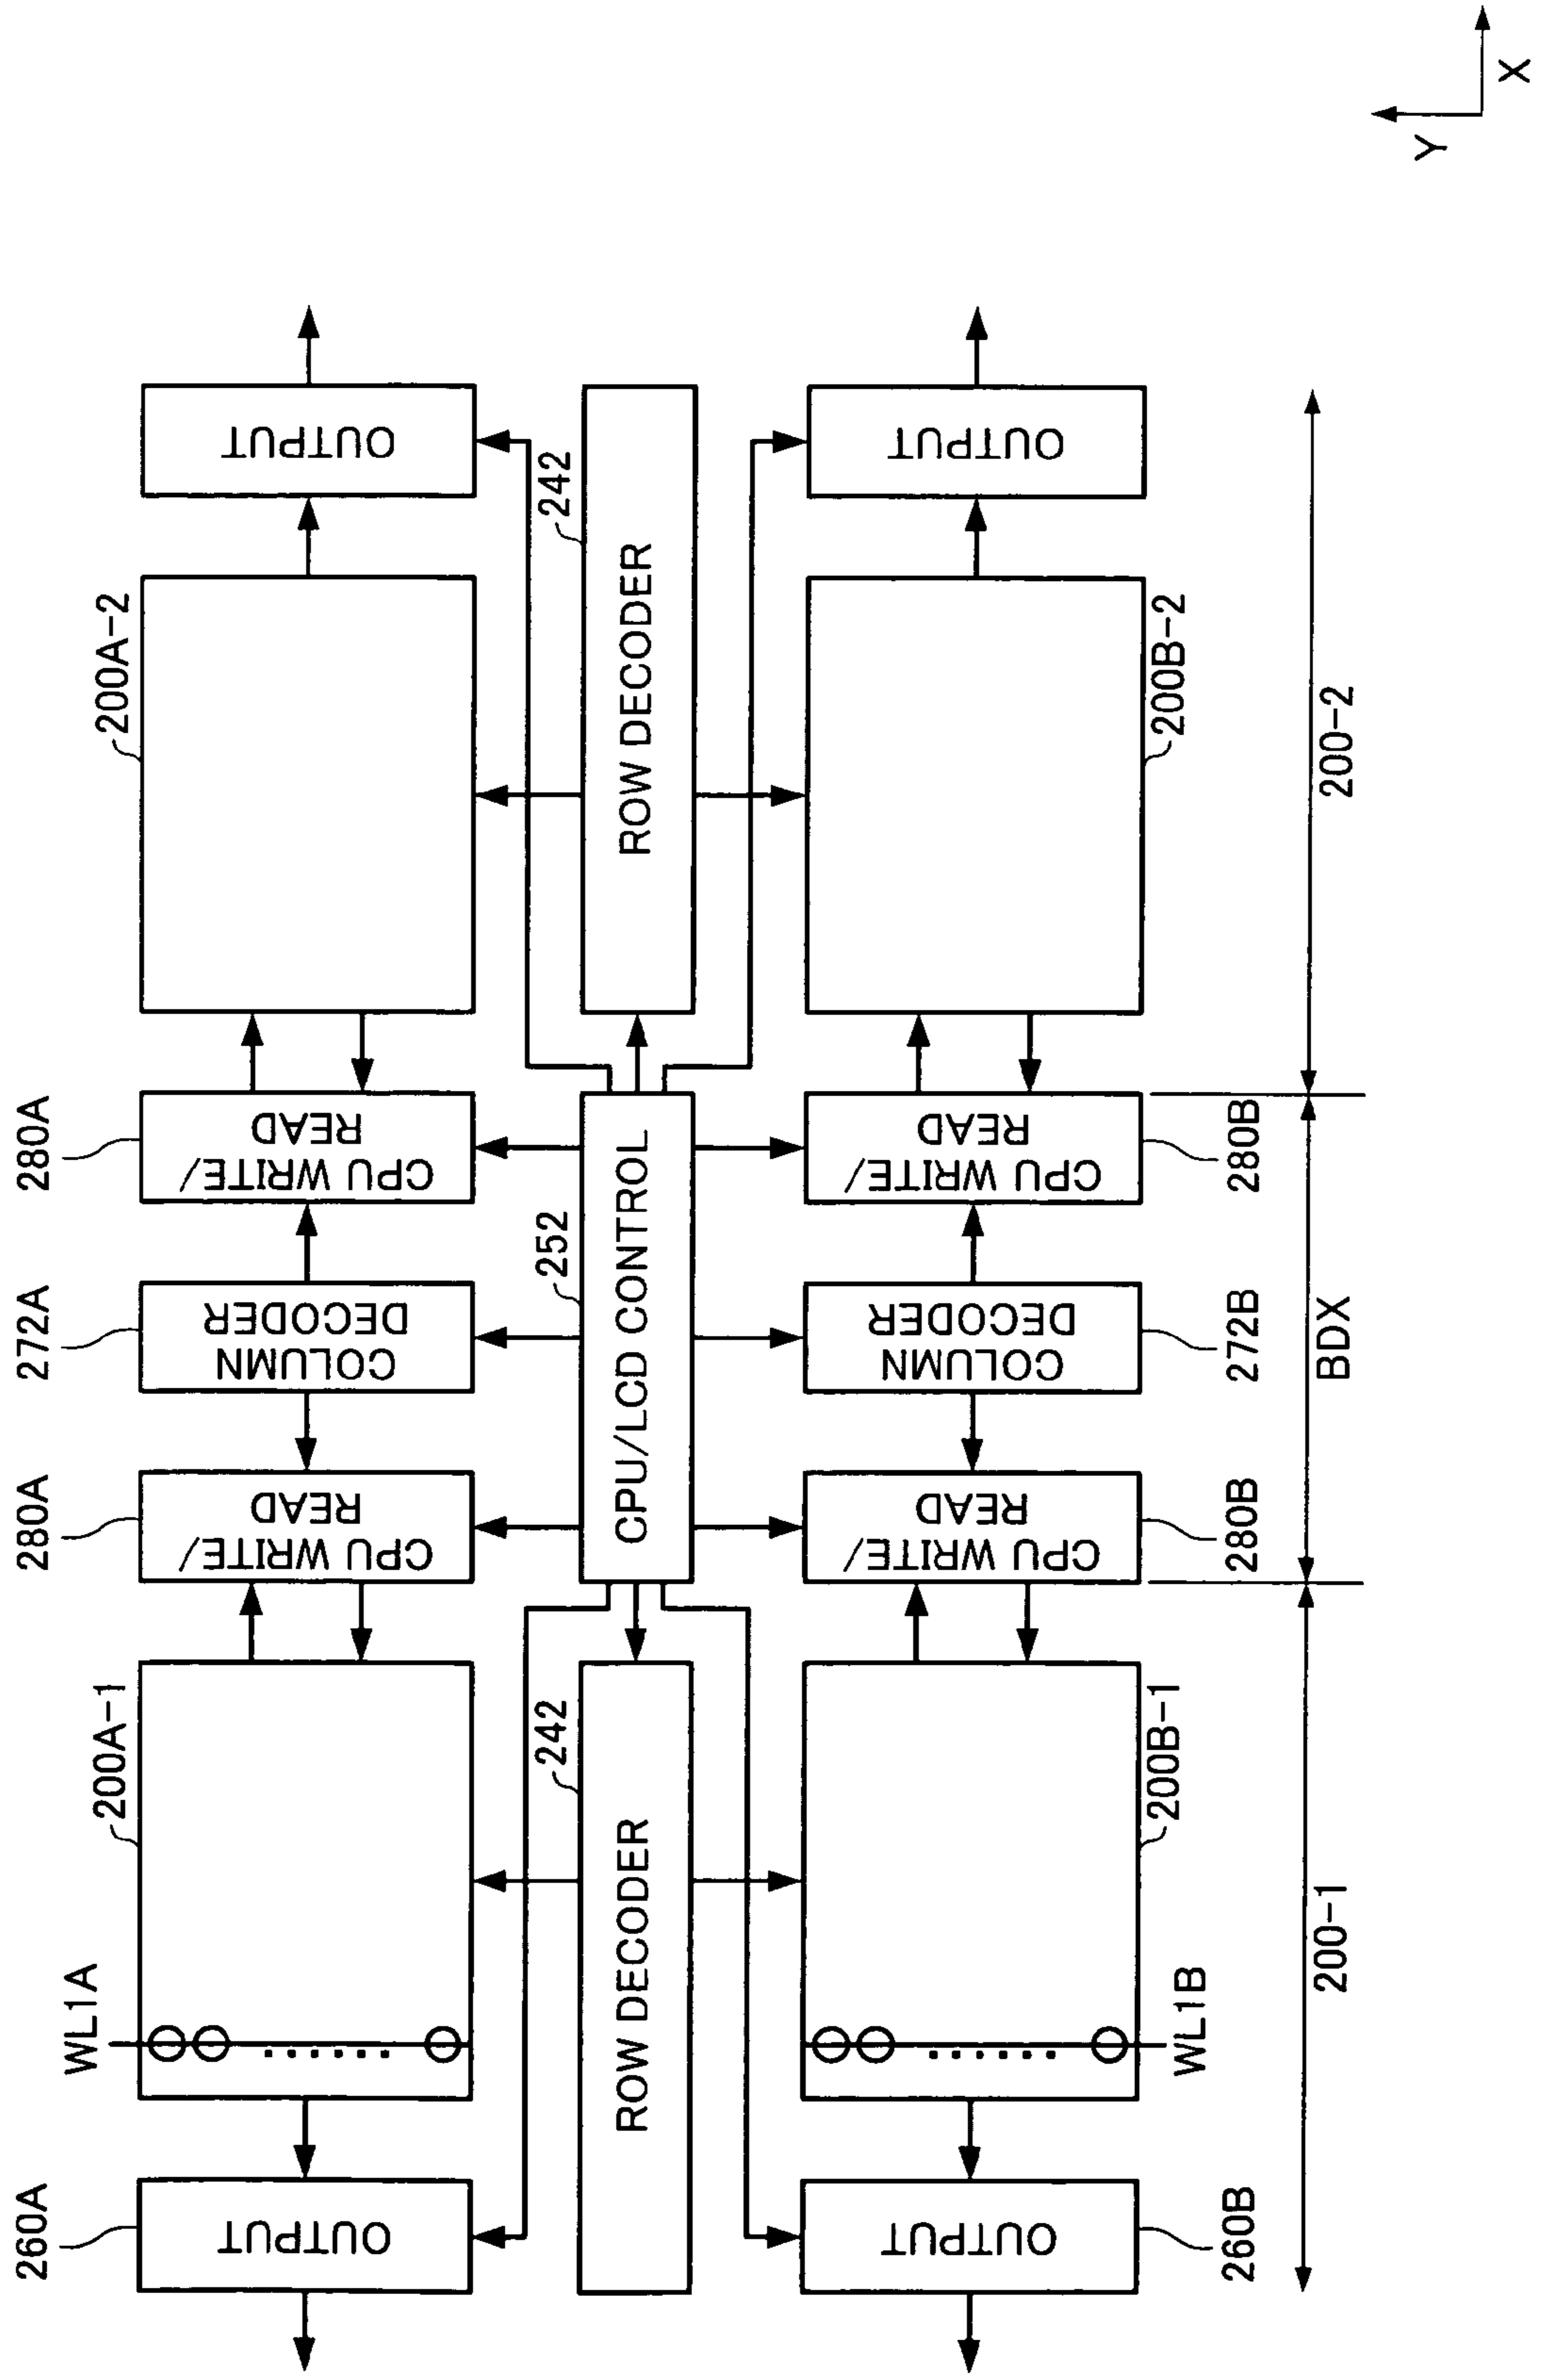 OUTPUT
OUTPUT
242
200A-2
ROW DECODER
200B-2
200-2
280A
CPU WRITE/
READ
CPU WRITE/
READ
280B
252
CPU/LCD CONTROL
272A
COLUMN
DECODER
COLUMN
DECODER
272B
BDX
280A
CPU WRITE/
READ
CPU WRITE/
READ
280B
200A-1
242
ROW DECODER
200B-1
200-1
WL1A
WL1B
260A
OUTPUT
OUTPUT
260B
Y
X